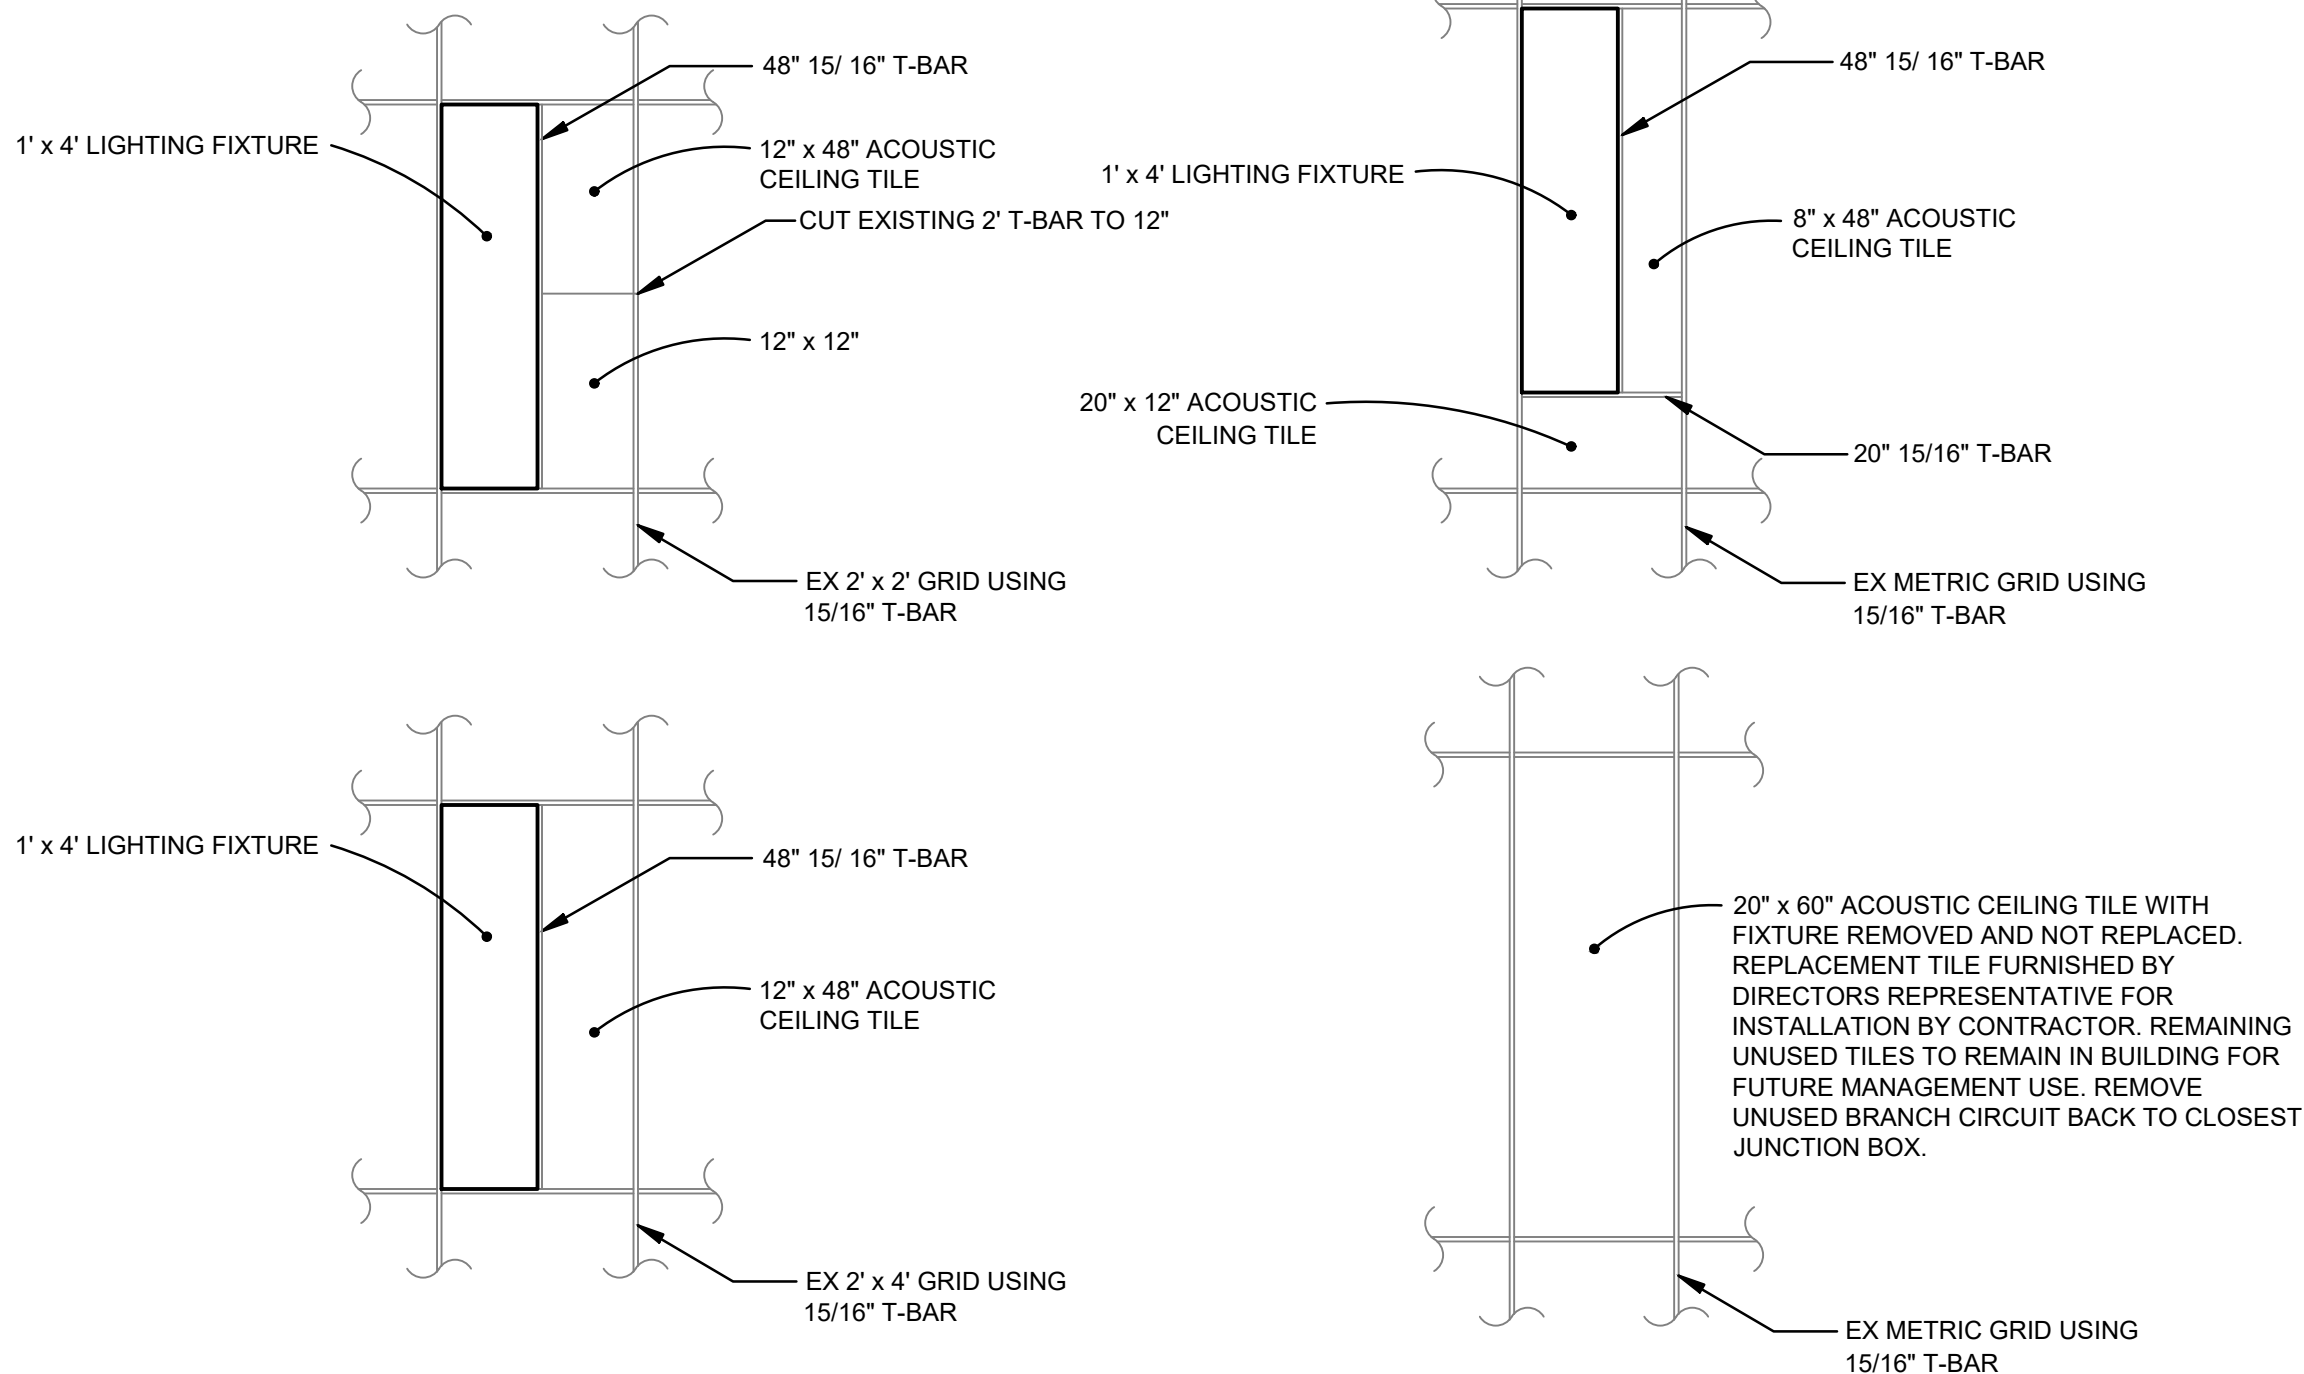 48" 15/ 16" T-BAR
1' x 4' LIGHTING FIXTURE
12" x 48" ACOUSTIC
CEILING TILE
CUT EXISTING 2' T-BAR TO 12"
12" x 12"
EX 2' x 2' GRID USING
15/16" T-BAR
48" 15/ 16" T-BAR
1' x 4' LIGHTING FIXTURE
8" x 48" ACOUSTIC
CEILING TILE
20" x 12" ACOUSTIC
CEILING TILE
20" 15/16" T-BAR
EX METRIC GRID USING
15/16" T-BAR
1' x 4' LIGHTING FIXTURE
48" 15/ 16" T-BAR
12" x 48" ACOUSTIC
CEILING TILE
EX 2' x 4' GRID USING
15/16" T-BAR
20" x 60" ACOUSTIC CEILING TILE WITH
FIXTURE REMOVED AND NOT REPLACED.
REPLACEMENT TILE FURNISHED BY
DIRECTORS REPRESENTATIVE FOR
INSTALLATION BY CONTRACTOR. REMAINING
UNUSED TILES TO REMAIN IN BUILDING FOR
FUTURE MANAGEMENT USE. REMOVE
UNUSED BRANCH CIRCUIT BACK TO CLOSEST
JUNCTION BOX.
EX METRIC GRID USING
15/16" T-BAR